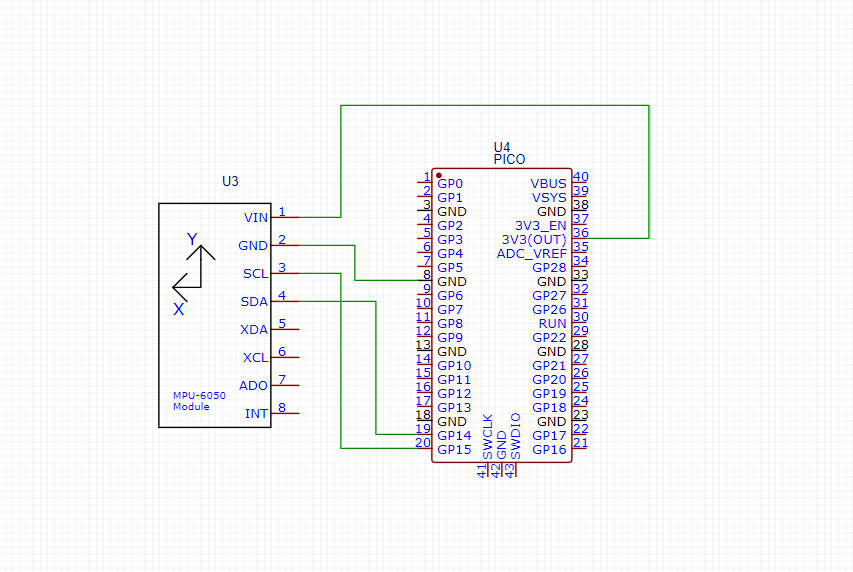 U3
VIN 1
GND 2
SCL 3
SDA 4
XDA 5
XCL 6
ADO 7
INT 8
Y
X
MPU-6050
Module
U4
PICO
1 GP0 VBUS 40
2 GP1 VSYS 39
3 GND GND 38
4 GP2 3V3_EN 37
5 GP3 3V3(OUT) 36
6 GP4 ADC_VREF 35
7 GP5 GP28 34
8 GND GND 33
9 GP6 GP27 32
10 GP7 GP26 31
11 GP8 RUN 30
12 GP9 GP22 29
13 GND GND 28
14 GP10 GP21 27
15 GP11 GP20 26
16 GP12 GP19 25
17 GP13 GP18 24
18 GND GND 23
19 GP14 GP17 22
20 GP15 GP16 21
41 SWCLK
42 GND
43 SWDIO